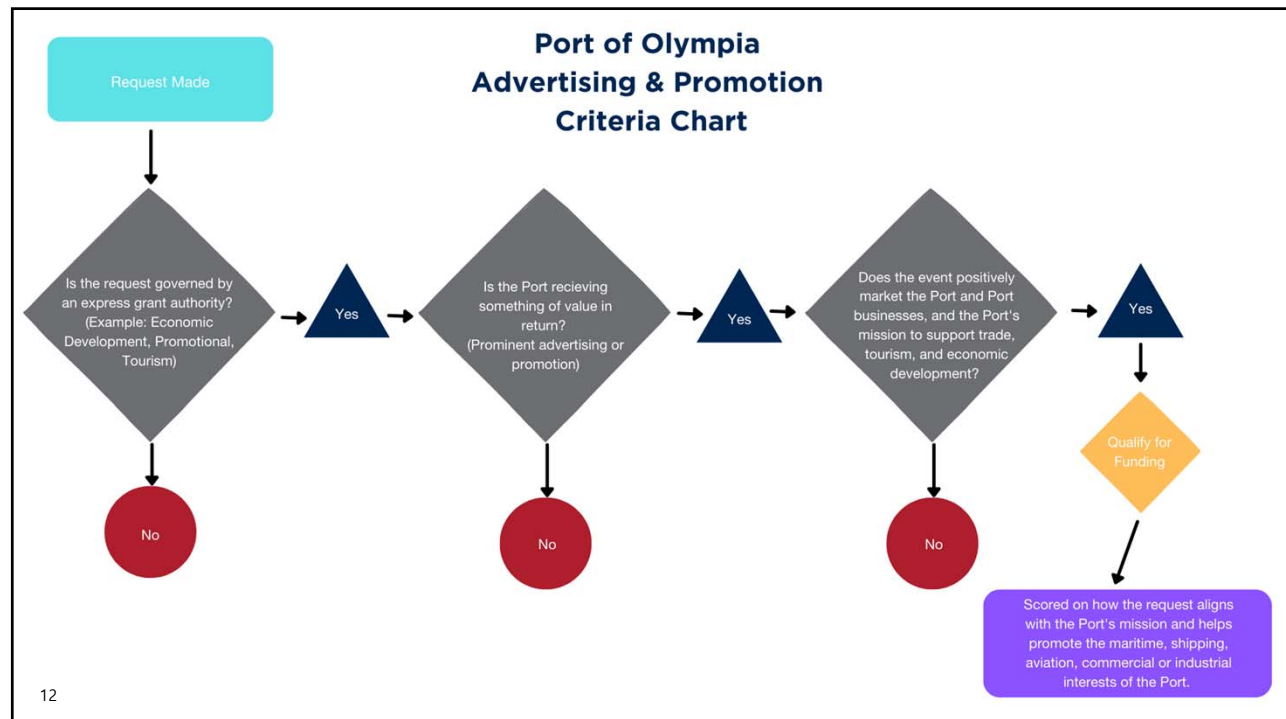 Port of Olympia
Advertising & Promotion
Criteria Chart
Request Made
Is the request governed by
an express grant authority?
(Example: Economic
Development, Promotional,
Tourism)
Yes
No
Is the Port recieving
something of value in
return?
(Prominent advertising or
promotion)
Yes
No
Does the event positively
market the Port and Port
businesses, and the Port's
mission to support trade,
tourism, and economic
development?
Yes
No
Qualify for
Funding
Scored on how the request aligns
with the Port's mission and helps
promote the maritime, shipping,
aviation, commercial or industrial
interests of the Port.
12